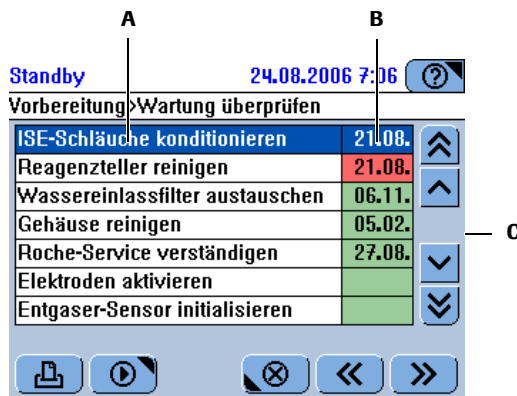 A B
Standby 24.08.2006 7:06
Vorbereitung>Wartung überprüfen
ISE-Schläuche konditionieren 21.08.
Reagenzteller reinigen 21.08.
Wassereinlassfilter austauschen 06.11.
Gehäuse reinigen 05.02.
C
Roche-Service verständigen 27.08.
Elektroden aktivieren
Entgaser-Sensor initialisieren